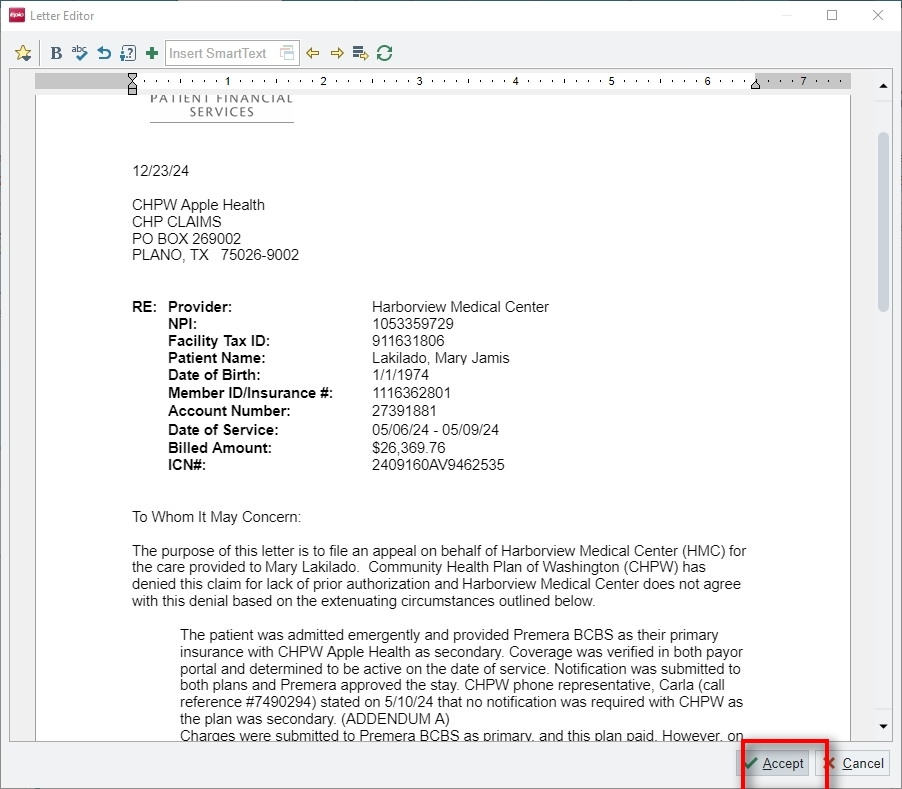 Epic Letter Editor
B abc Insert SmartText
1 2 3 4 5 6 7
PATIENT FINANCIAL
SERVICES
12/23/24
CHPW Apple Health
CHP CLAIMS
PO BOX 269002
PLANO, TX 75026-9002
RE: Provider: Harborview Medical Center
NPI: 1053359729
Facility Tax ID: 911631806
Patient Name: Lakilado, Mary Jamis
Date of Birth: 1/1/1974
Member ID/Insurance #: 1116362801
Account Number: 27391881
Date of Service: 05/06/24 - 05/09/24
Billed Amount: $26,369.76
ICN#: 2409160AV9462535
To Whom It May Concern:
The purpose of this letter is to file an appeal on behalf of Harborview Medical Center (HMC) for
the care provided to Mary Lakilado. Community Health Plan of Washington (CHPW) has
denied this claim for lack of prior authorization and Harborview Medical Center does not agree
with this denial based on the extenuating circumstances outlined below.
The patient was admitted emergently and provided Premera BCBS as their primary
insurance with CHPW Apple Health as secondary. Coverage was verified in both payor
portal and determined to be active on the date of service. Notification was submitted to
both plans and Premera approved the stay. CHPW phone representative, Carla (call
reference #7490294) stated on 5/10/24 that no notification was required with CHPW as
the plan was secondary. (ADDENDUM A)
Charges were submitted to Premera BCBS as primary, and this plan paid. However, on
Accept Cancel